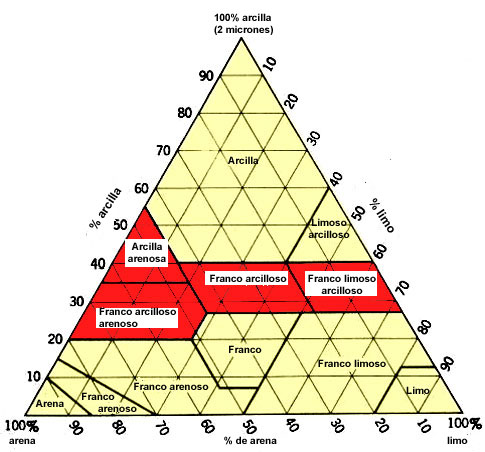 100% arcilla
(2 micrones)
90
10
80
20
70
30
Arcilla
60
40
% arcilla
% limo
50
50
Limoso
arcilloso
Arcilla
arenosa
60
40
Franco arcilloso
Franco limoso
arcilloso
70
30
Franco arcilloso
arenoso
20
80
Franco
Franco limoso
90
10
Franco arenoso
Limo
Arena
Franco
arenoso
100%
arena
90
80
70
60
50
40
30
20
10
100%
limo
% de arena